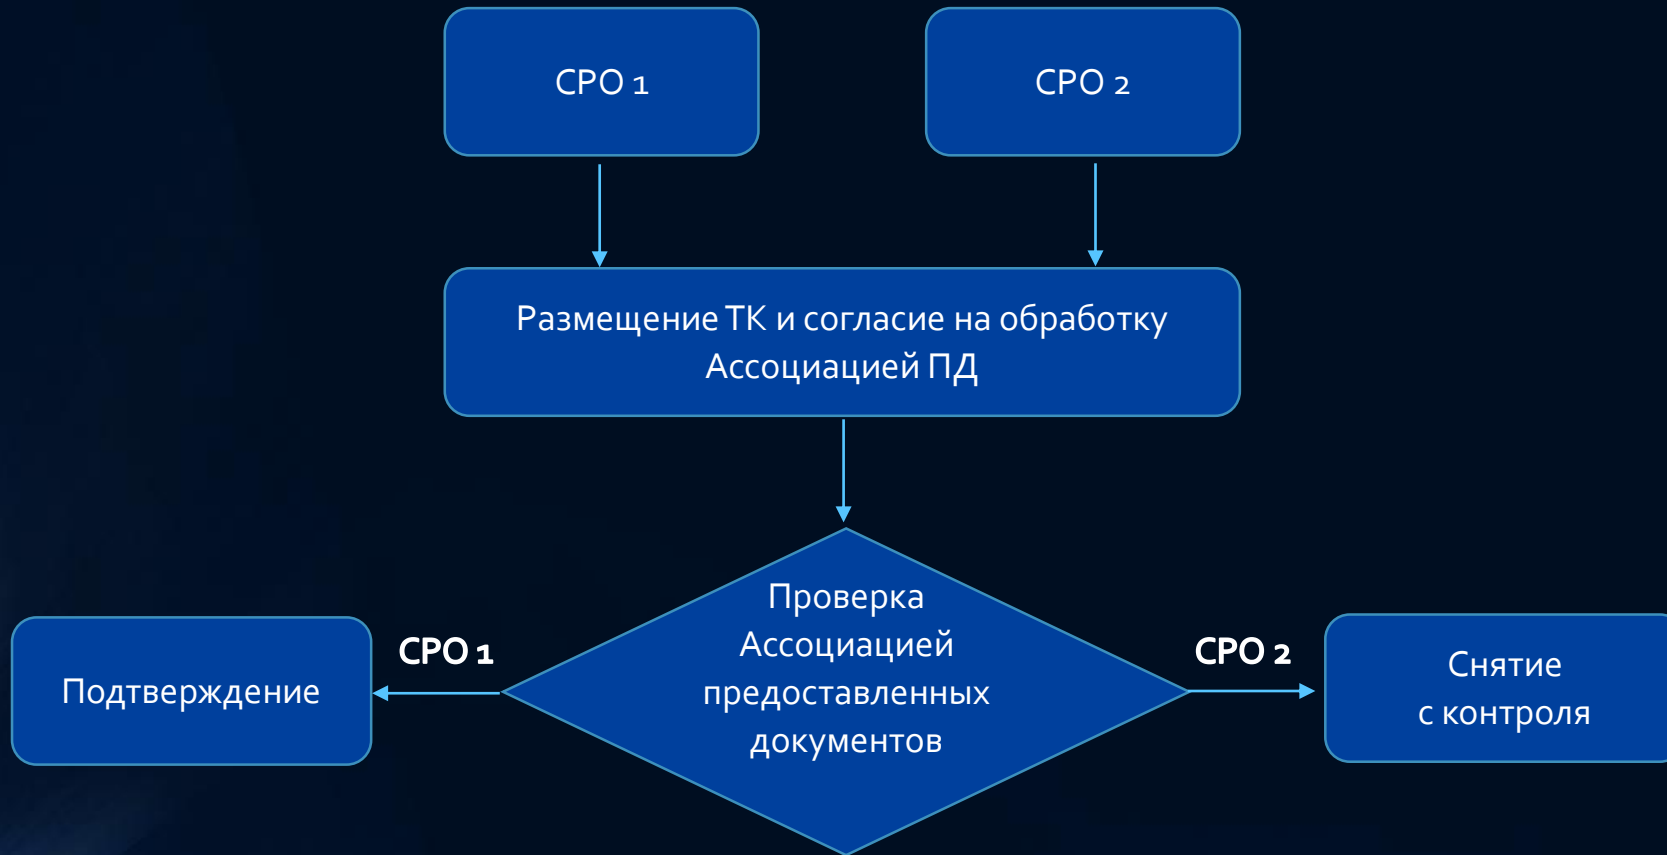 СРО 1
СРО 2
Размещение ТК и согласие на обработку
Ассоциацией ПД
Проверка
Ассоциацией
предоставленных
документов
СРО 1
Подтверждение
СРО 2
Снятие
с контроля